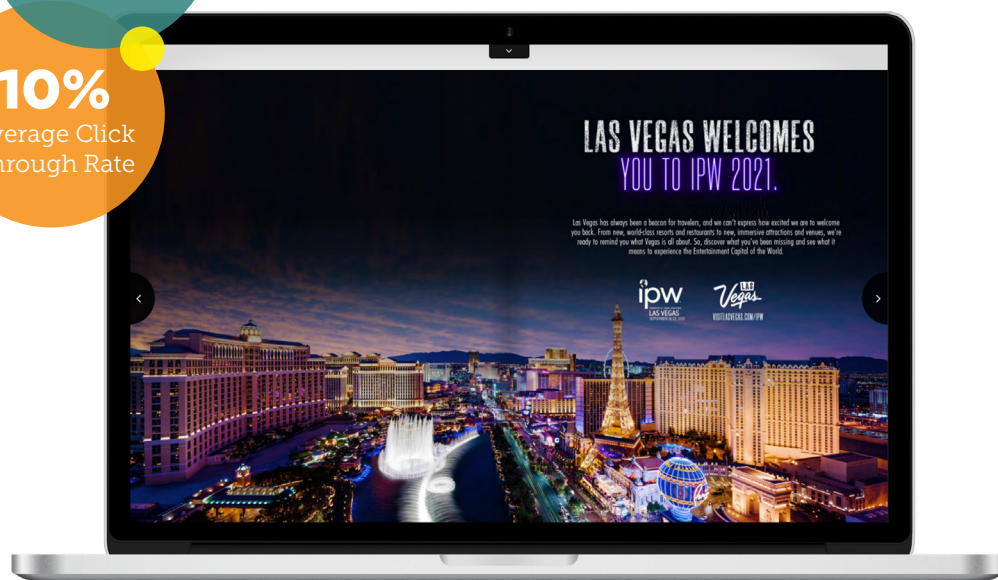 10%
verage Click
hrough Rate
LAS VEGAS WELCOMES
YOU TO IPW 2021.
Las Vegas has always been a beacon for travelers, and we can't express how excited we are to welcome
you back. From new, world-class resorts and restaurants to new, immersive attractions and venues, we're
ready to remind you what Vegas is all about. So, discover what you've been missing and see what it
means to experience the Entertainment Capital of the World.
ipw
LAS VEGAS
LAS
Vegas
VISITLASVEGAS.COM/IPW